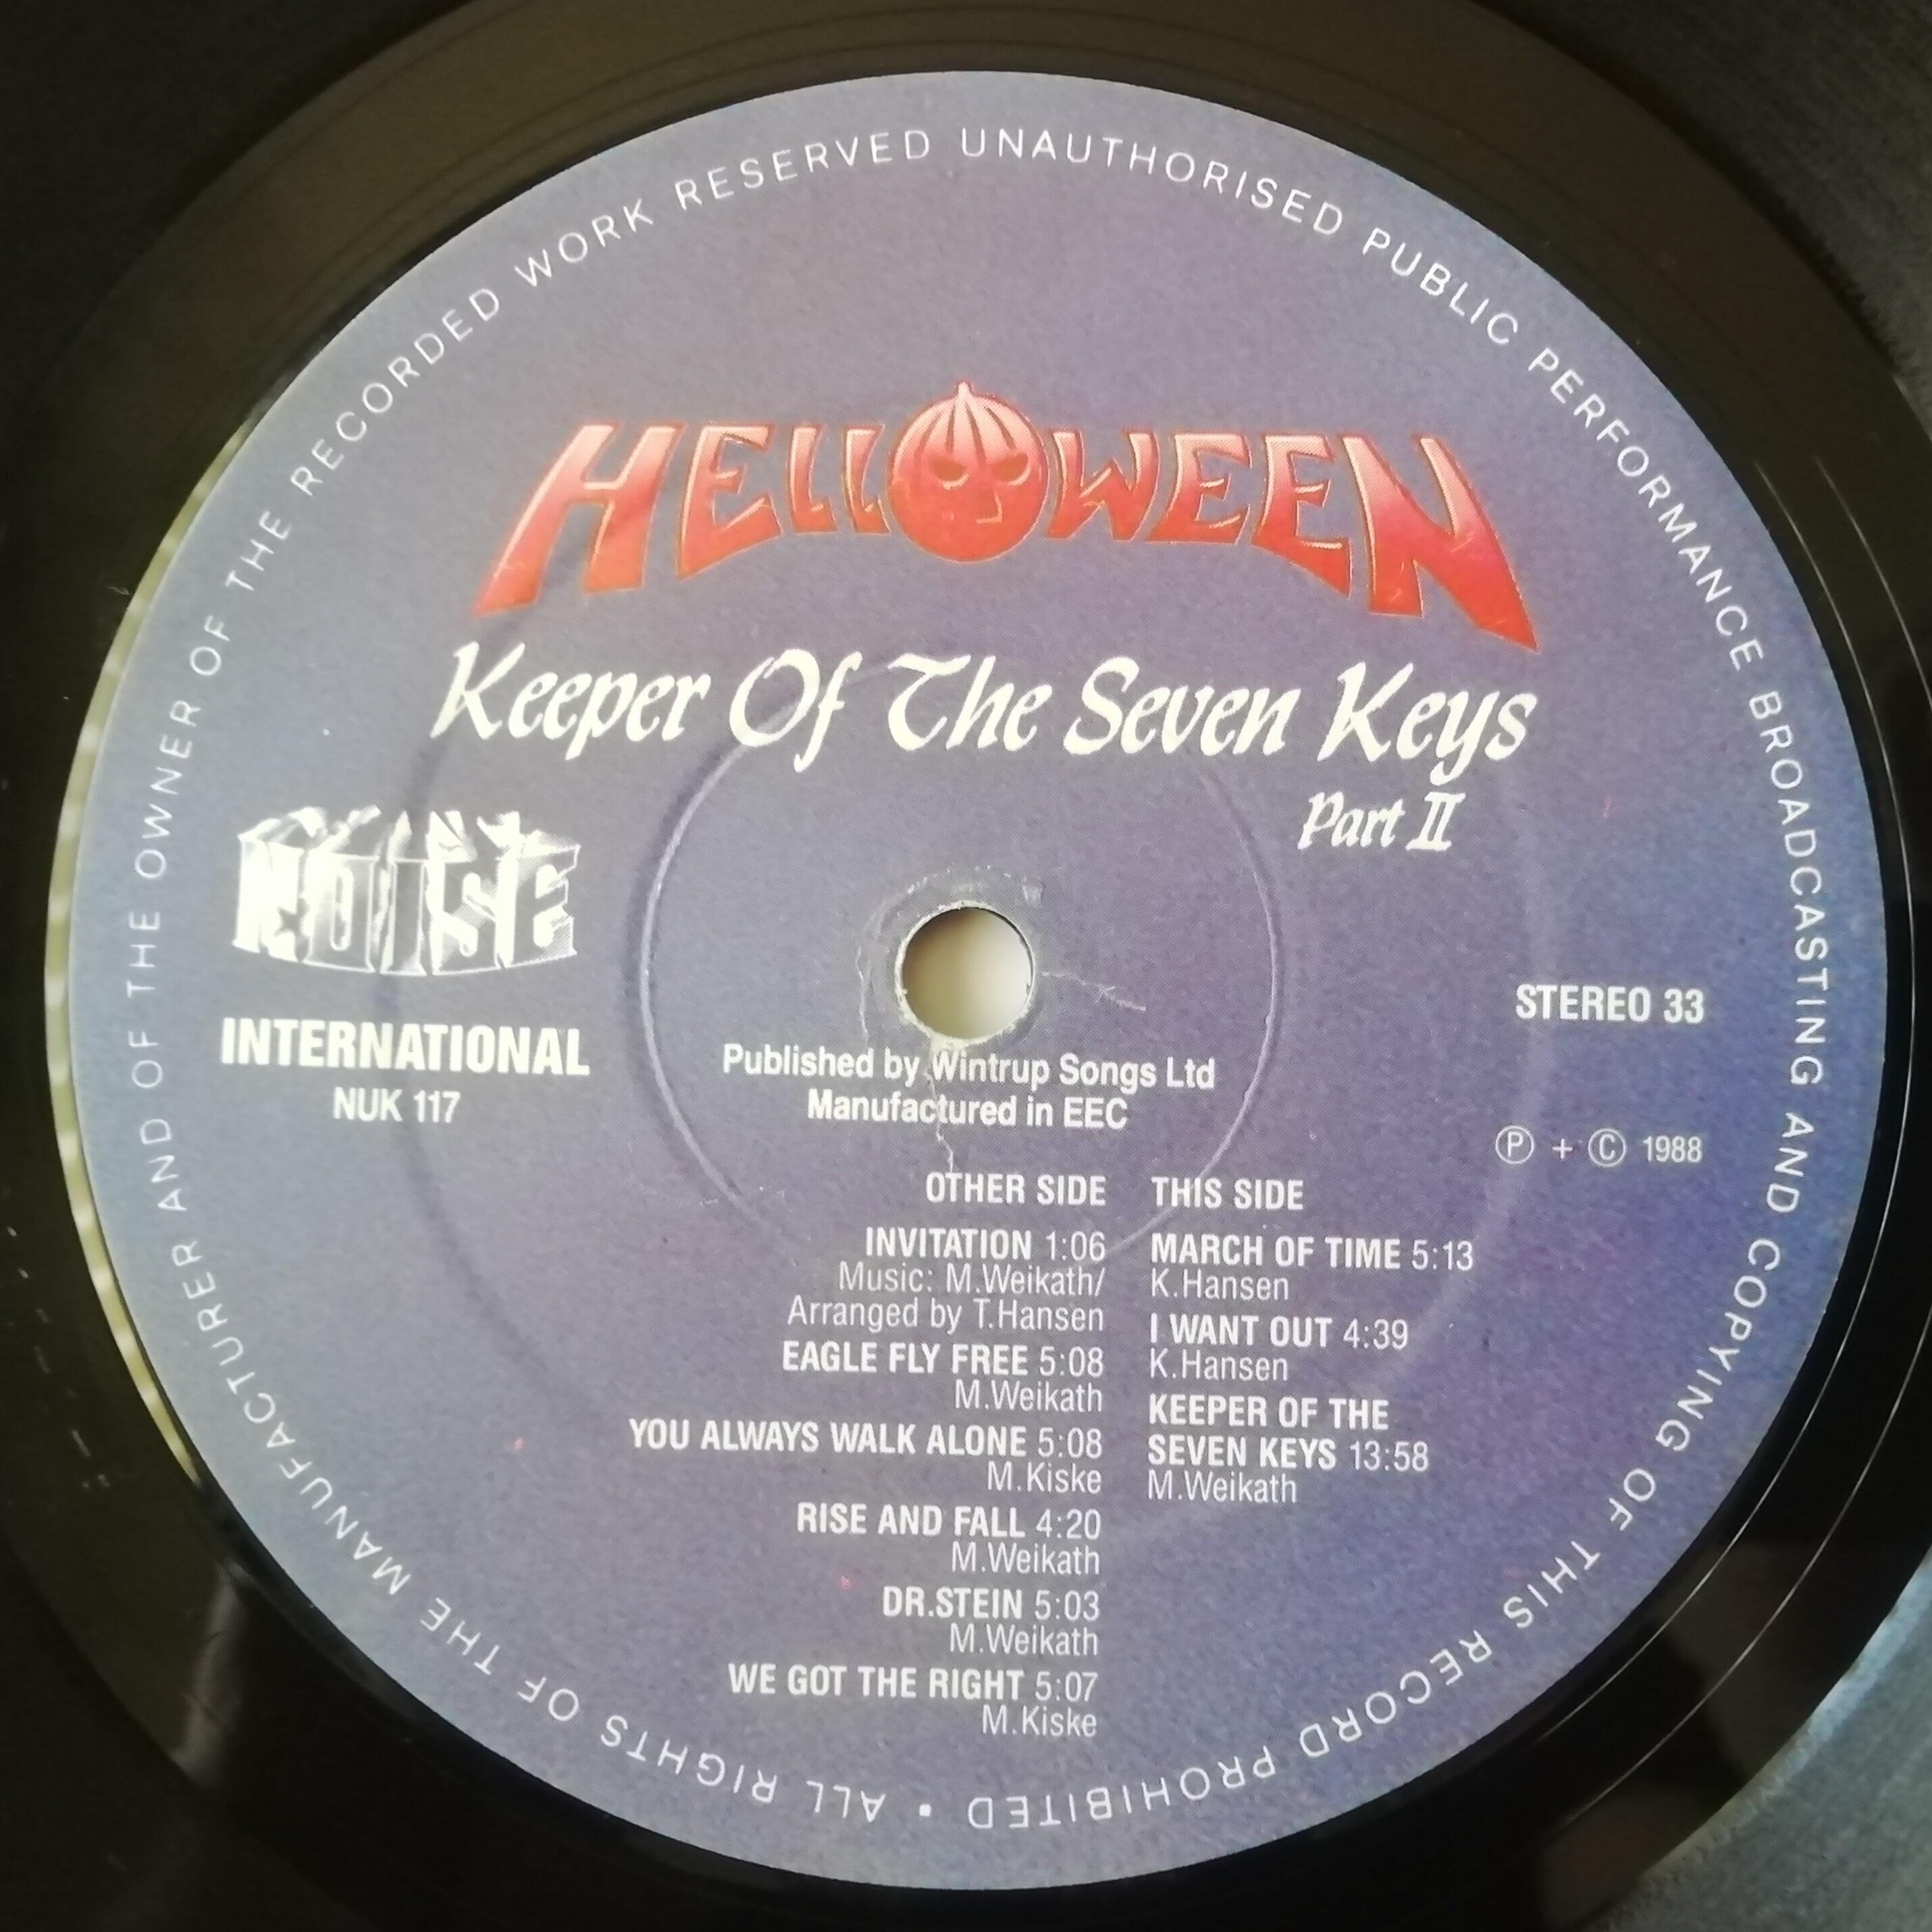 ALL RIGHTS OF THE MANUFACTURER AND OF THE OWNER OF THE RECORDED WORK RESERVED UNAUTHORISED PUBLIC PERFORMANCE BROADCASTING AND COPYING OF THIS RECORD PROHIBITED •
HELLOWEEN
Keeper Of The Seven Keys
Part II
NOISE
INTERNATIONAL
NUK 117
STEREO 33
Ⓟ + Ⓒ 1988
Published by Wintrup Songs Ltd
Manufactured in EEC
OTHER SIDE
INVITATION 1:06
Music: M.Weikath/
Arranged by T.Hansen
EAGLE FLY FREE 5:08
M.Weikath
YOU ALWAYS WALK ALONE 5:08
M.Kiske
RISE AND FALL 4:20
M.Weikath
DR.STEIN 5:03
M.Weikath
WE GOT THE RIGHT 5:07
M.Kiske
THIS SIDE
MARCH OF TIME 5:13
K.Hansen
I WANT OUT 4:39
K.Hansen
KEEPER OF THE
SEVEN KEYS 13:58
M.Weikath